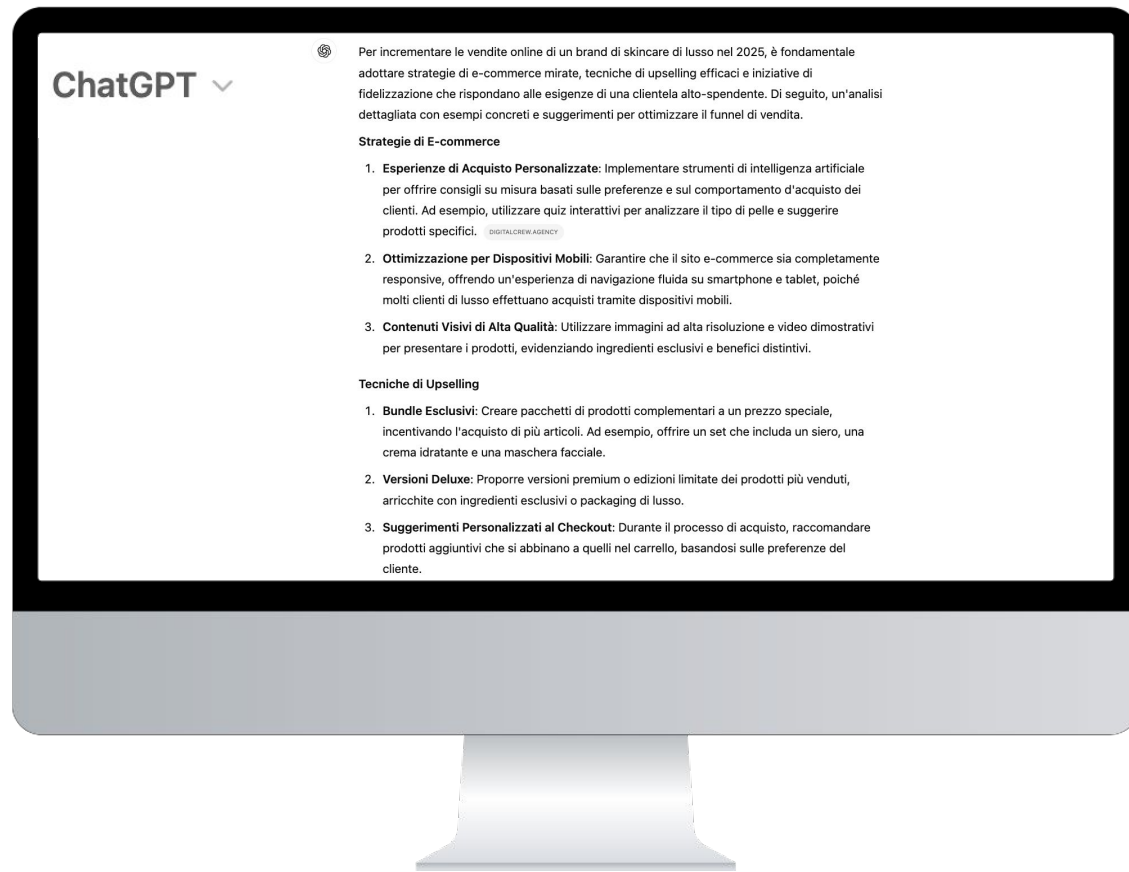 ChatGPT
Per incrementare le vendite online di un brand di skincare di lusso nel 2025, è fondamentale
adottare strategie di e-commerce mirate, tecniche di upselling efficaci e iniziative di
fidelizzazione che rispondano alle esigenze di una clientela alto-spendente. Di seguito, un'analisi
dettagliata con esempi concreti e suggerimenti per ottimizzare il funnel di vendita.
Strategie di E-commerce
1. Esperienze di Acquisto Personalizzate: Implementare strumenti di intelligenza artificiale
per offrire consigli su misura basati sulle preferenze e sul comportamento d'acquisto dei
clienti. Ad esempio, utilizzare quiz interattivi per analizzare il tipo di pelle e suggerire
prodotti specifici. DIGITALCREW.AGENCY
2. Ottimizzazione per Dispositivi Mobili: Garantire che il sito e-commerce sia completamente
responsive, offrendo un'esperienza di navigazione fluida su smartphone e tablet, poiché
molti clienti di lusso effettuano acquisti tramite dispositivi mobili.
3. Contenuti Visivi di Alta Qualità: Utilizzare immagini ad alta risoluzione e video dimostrativi
per presentare i prodotti, evidenziando ingredienti esclusivi e benefici distintivi.
Tecniche di Upselling
1. Bundle Esclusivi: Creare pacchetti di prodotti complementari a un prezzo speciale,
incentivando l'acquisto di più articoli. Ad esempio, offrire un set che includa un siero, una
crema idratante e una maschera facciale.
2. Versioni Deluxe: Proporre versioni premium o edizioni limitate dei prodotti più venduti,
arricchite con ingredienti esclusivi o packaging di lusso.
3. Suggerimenti Personalizzati al Checkout: Durante il processo di acquisto, raccomandare
prodotti aggiuntivi che si abbinano a quelli nel carrello, basandosi sulle preferenze del
cliente.